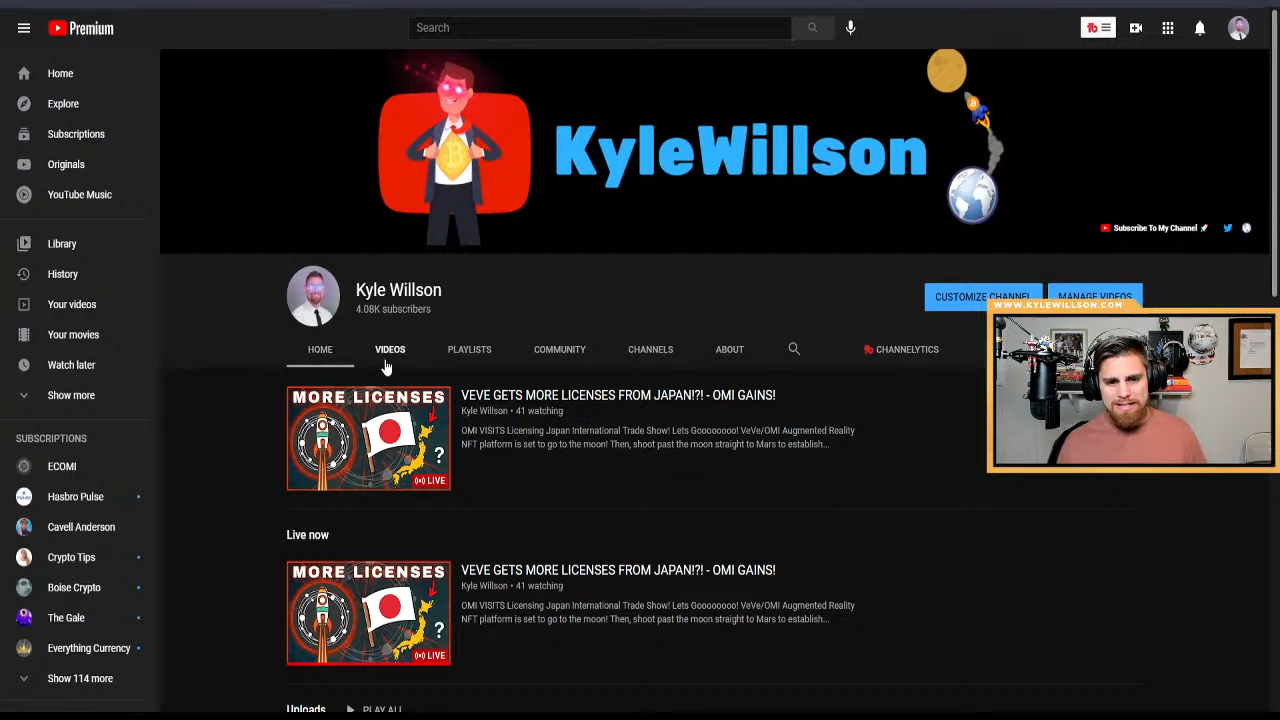 Premium
Search
Home
Explore
Subscriptions
Originals
YouTube Music
Library
History
Your videos
Your movies
Watch later
Show more
SUBSCRIPTIONS
ECOMI
Hasbro Pulse
Cavell Anderson
Crypto Tips
Boise Crypto
The Gale
Everything Currency
Show 114 more
KyleWillson
Subscribe To My Channel
Kyle Willson
4.08K subscribers
CUSTOMIZE CHANNEL
MANAGE VIDEOS
WWW.KYLEWILLSON.COM
HOME VIDEOS PLAYLISTS COMMUNITY CHANNELS ABOUT CHANNELYTICS
MORE LICENSES
?
LIVE
VEVE GETS MORE LICENSES FROM JAPAN!?! - OMI GAINS!
Kyle Willson • 41 watching
OMI VISITS Licensing Japan International Trade Show! Lets Goooooooo! VeVe/OMI Augmented Reality
NFT platform is set to go to the moon! Then, shoot past the moon straight to Mars to establish...
Live now
MORE LICENSES
?
LIVE
VEVE GETS MORE LICENSES FROM JAPAN!?! - OMI GAINS!
Kyle Willson • 41 watching
OMI VISITS Licensing Japan International Trade Show! Lets Goooooooo! VeVe/OMI Augmented Reality
NFT platform is set to go to the moon! Then, shoot past the moon straight to Mars to establish...
Uploads PLAY ALL